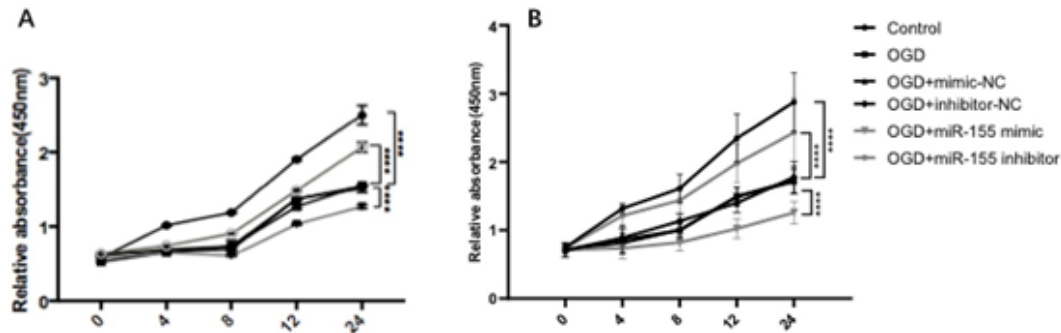 A
Relative absorbance(450nm)
3
2
1
0
0 4 8 12 24
****
****
****
B
Relative absorbance(450nm)
4
3
2
1
0
0 4 8 12 24
****
****
****
Control
OGD
OGD+mimic-NC
OGD+inhibitor-NC
OGD+miR-155 mimic
OGD+miR-155 inhibitor